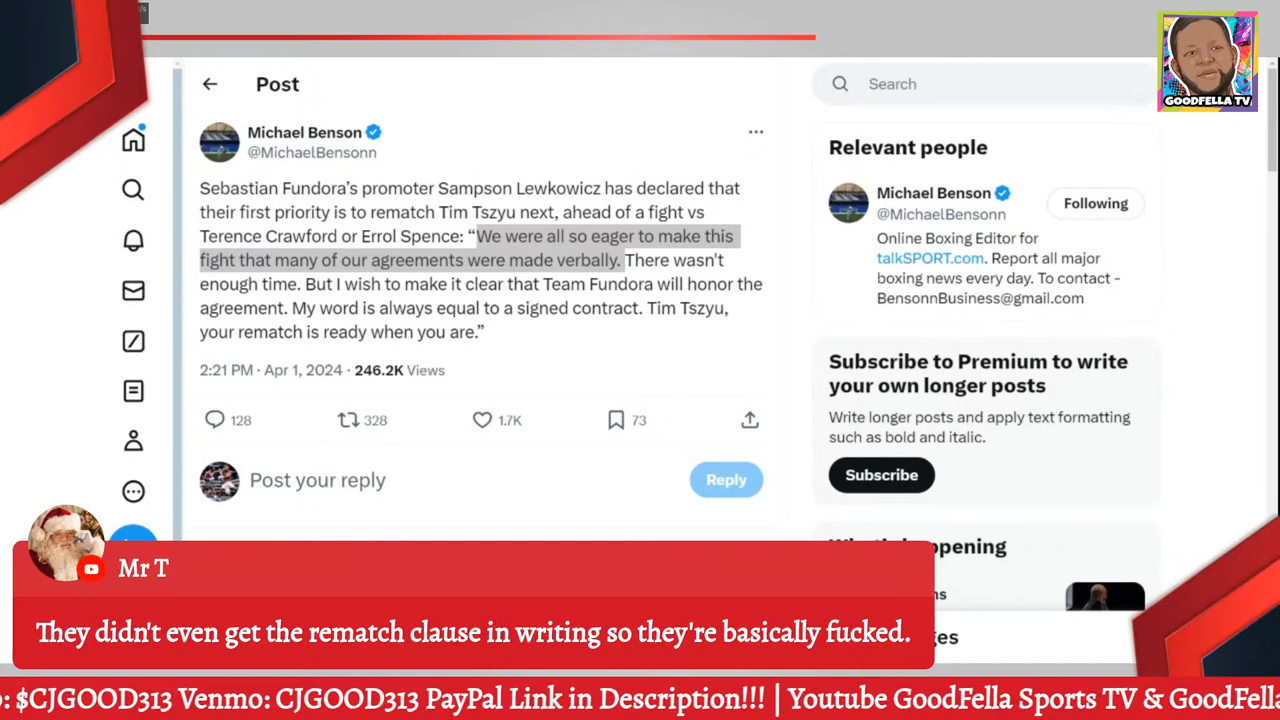 GOODFELLA TV
Post
Search
Michael Benson
@MichaelBensonn
Sebastian Fundora's promoter Sampson Lewkowicz has declared that
their first priority is to rematch Tim Tszyu next, ahead of a fight vs
Terence Crawford or Errol Spence: “We were all so eager to make this
fight that many of our agreements were made verbally. There wasn't
enough time. But I wish to make it clear that Team Fundora will honor the
agreement. My word is always equal to a signed contract. Tim Tszyu,
your rematch is ready when you are.”
2:21 PM · Apr 1, 2024 · 246.2K Views
128 328 1.7K 73
Post your reply
Reply
Relevant people
Michael Benson
@MichaelBensonn
Following
Online Boxing Editor for
talkSPORT.com. Report all major
boxing news every day. To contact -
BensonnBusiness@gmail.com
Subscribe to Premium to write
your own longer posts
Write longer posts and apply text formatting
such as bold and italic.
Subscribe
Mr T
They didn't even get the rematch clause in writing so they're basically fucked.
$CJGOOD313 Venmo: CJGOOD313 PayPal Link in Description!!! | Youtube GoodFella Sports TV & GoodFella